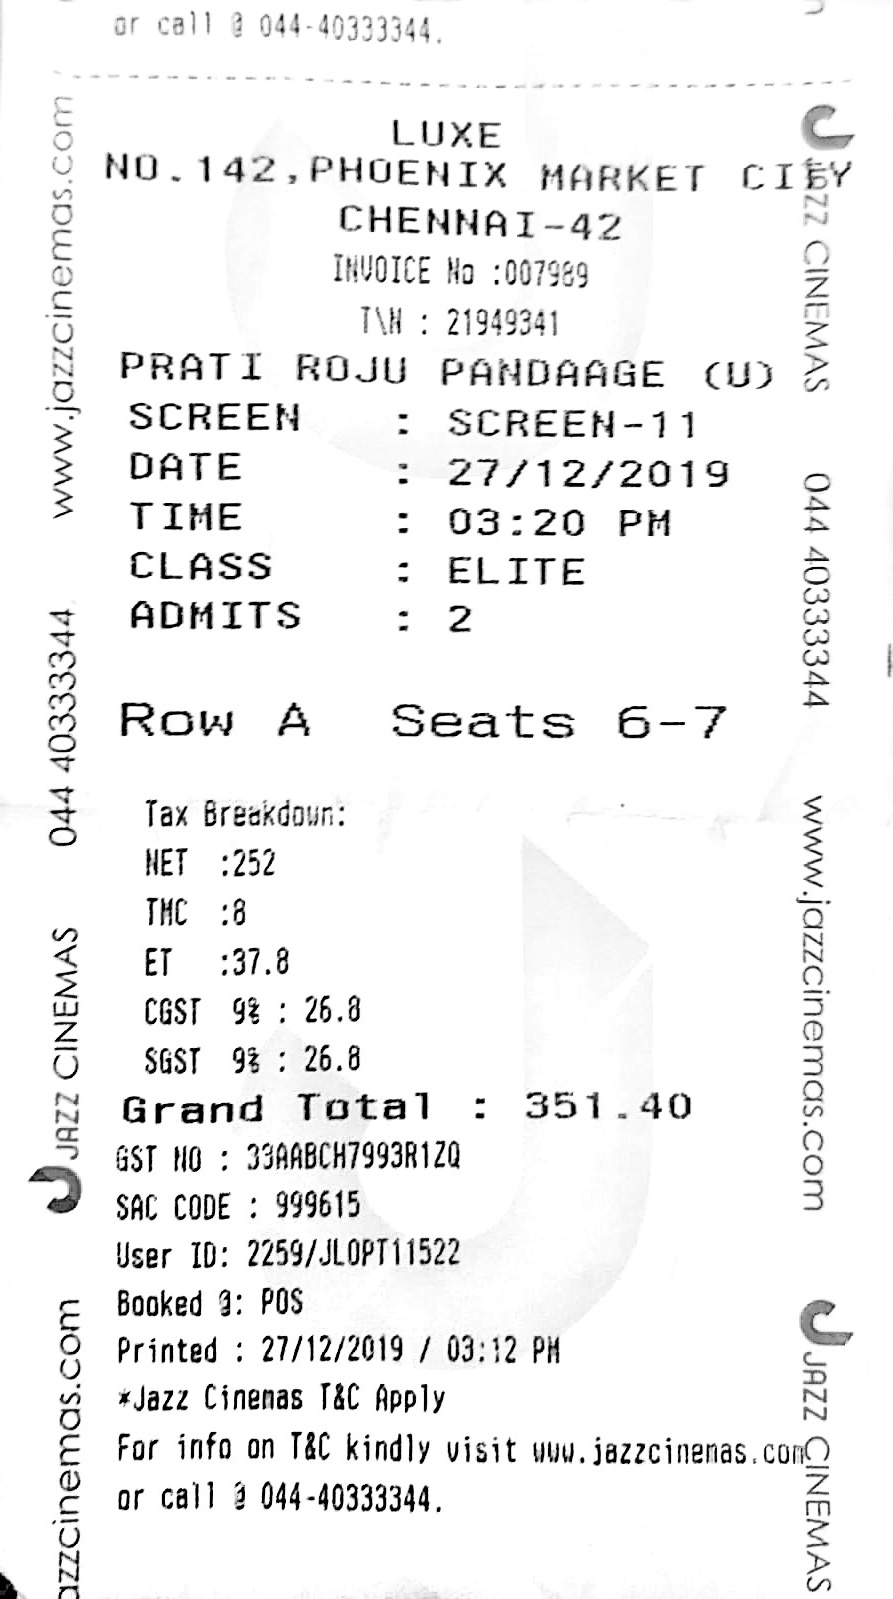 or call @ 044-40333344.
LUXE
NO.142,PHOENIX MARKET CITY
CHENNAI-42
INVOICE No :007989
T\N : 21949341
PRATI ROJU PANDAAGE (U)
SCREEN : SCREEN-11
DATE : 27/12/2019
TIME : 03:20 PM
CLASS : ELITE
ADMITS : 2
Row A Seats 6-7
Tax Breakdown:
NET :252
TMC :8
ET :37.8
CGST 9% : 26.8
SGST 9% : 26.8
Grand Total : 351.40
GST NO : 33AABCH7993R1ZQ
SAC CODE : 999615
User ID: 2259/JLOPT11522
Booked @: POS
Printed : 27/12/2019 / 03:12 PM
*Jazz Cinemas T&C Apply
For info on T&C kindly visit www.jazzcinemas.com
or call @ 044-40333344.
www.jazzcinemas.com
044 40333344
JAZZ CINEMAS
azzcinemas.com
JAZZ CINEMAS
044 40333344
www.jazzcinemas.com
JAZZ CINEMAS